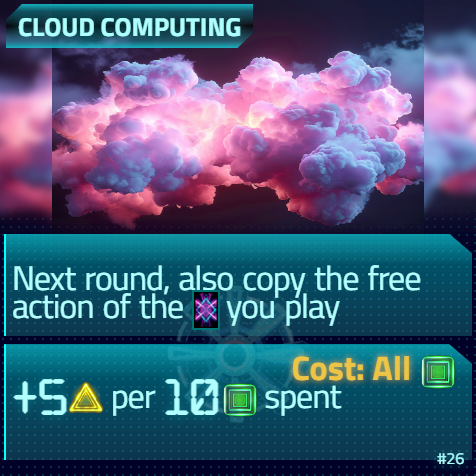 CLOUD COMPUTING
Next round, also copy the free
action of the you play
Cost: All
+5 per 10 spent
#26